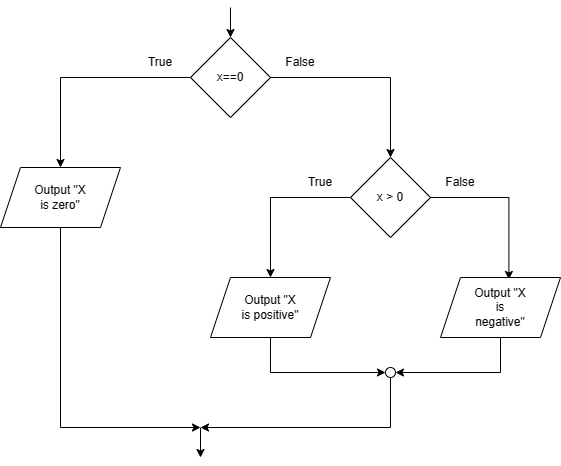 True
False
x==0
Output "X
is zero"
True
False
x > 0
Output "X
is positive"
Output "X
is
negative"